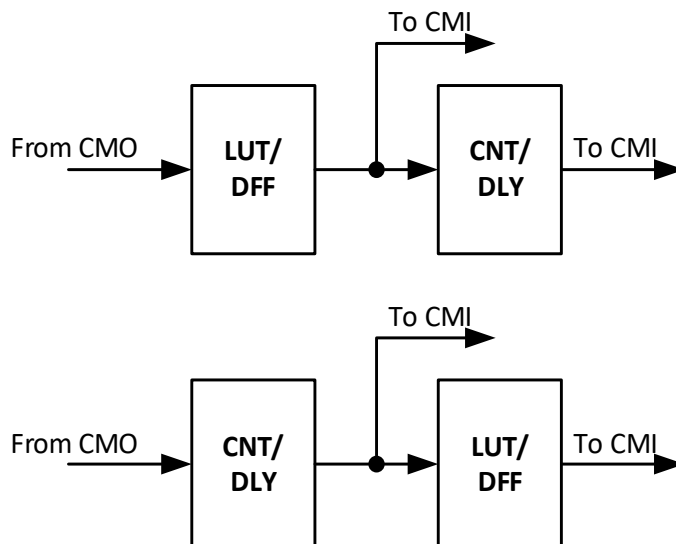 To CMI
From CMO
LUT/
DFF
CNT/
DLY
To CMI
To CMI
From CMO
CNT/
DLY
LUT/
DFF
To CMI